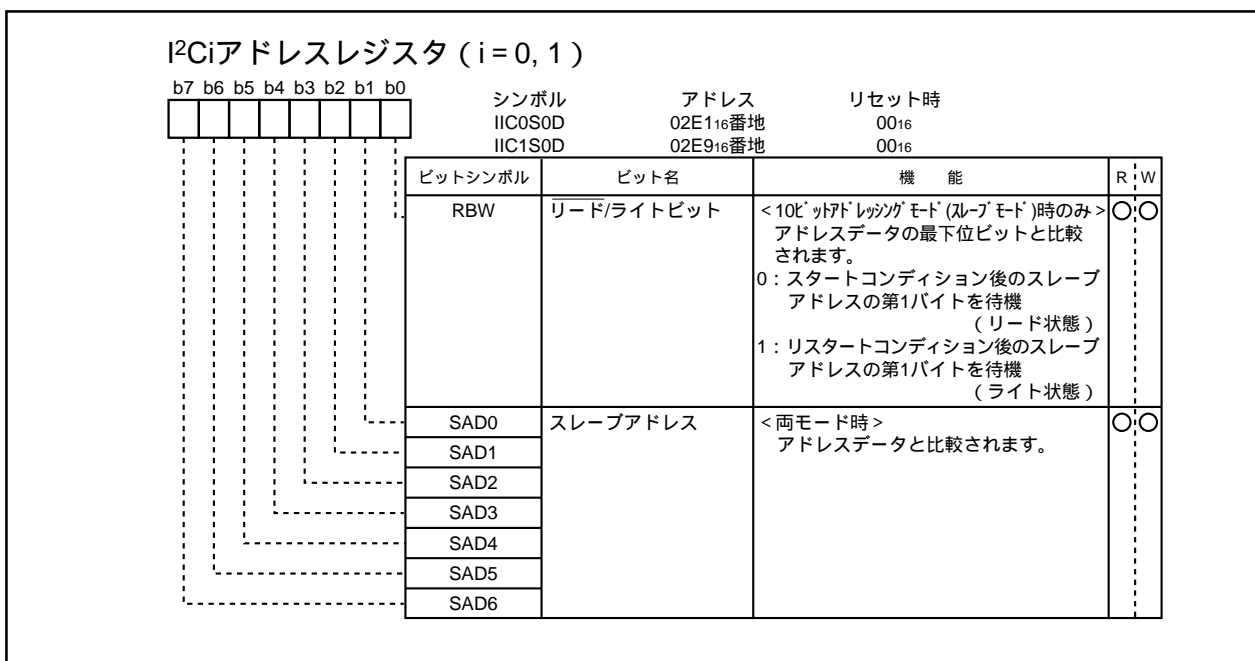 I²Ciアドレスレジスタ ( i = 0, 1 )
b7 b6 b5 b4 b3 b2 b1 b0
シンボル アドレス リセット時
IIC0S0D 02E116番地 0016
IIC1S0D 02E916番地 0016
ビットシンボル ビット名 機 能 R W
RBW リード/ライトビット <10ビットアドレッシングモード(スレーブモード)時のみ> ○ ○
アドレスデータの最下位ビットと比較
されます。
0:スタートコンディション後のスレーブ
アドレスの第1バイトを待機
(リード状態)
1:リスタートコンディション後のスレーブ
アドレスの第1バイトを待機
(ライト状態)
SAD0 スレーブアドレス <両モード時> ○ ○
SAD1 アドレスデータと比較されます。
SAD2
SAD3
SAD4
SAD5
SAD6